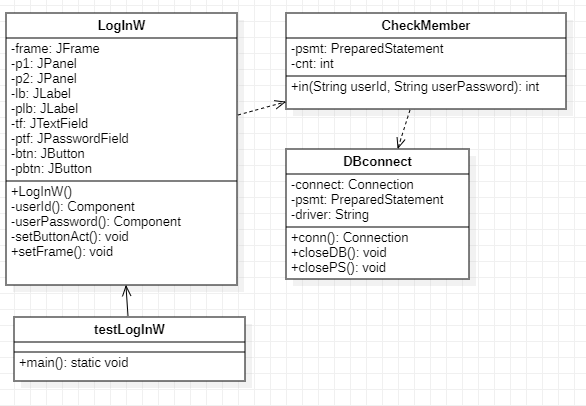 LogInW
-frame: JFrame
-p1: JPanel
-p2: JPanel
-lb: JLabel
-plb: JLabel
-tf: JTextField
-ptf: JPasswordField
-btn: JButton
-pbtn: JButton
+LogInW()
-userId(): Component
-userPassword(): Component
-setButtonAct(): void
+setFrame(): void
CheckMember
-psmt: PreparedStatement
-cnt: int
+in(String userId, String userPassword): int
DBconnect
-connect: Connection
-psmt: PreparedStatement
-driver: String
+conn(): Connection
+closeDB(): void
+closePS(): void
testLogInW
+main(): static void